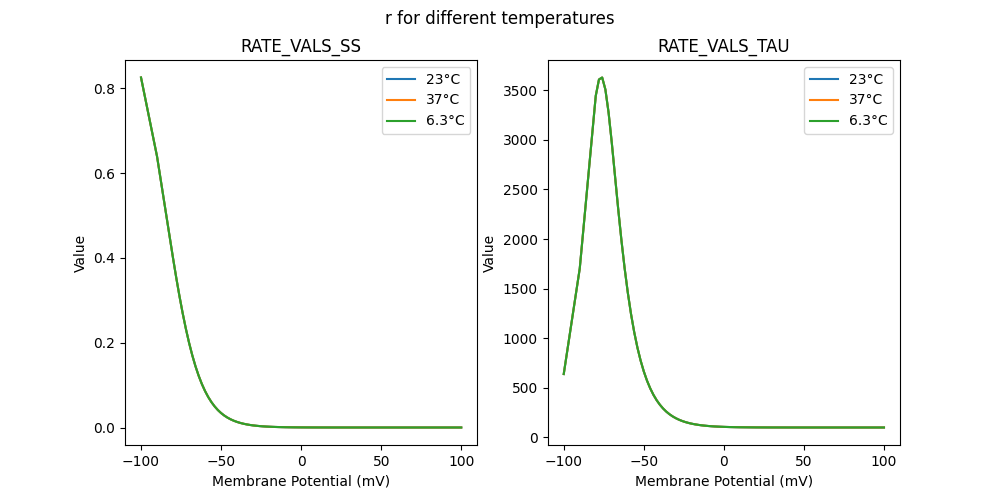 r for different temperatures
RATE_VALS_SS
Value
0.8
0.6
0.4
0.2
0.0
−100
−50
0
50
100
Membrane Potential (mV)
23°C
37°C
6.3°C
RATE_VALS_TAU
Value
3500
3000
2500
2000
1500
1000
500
0
−100
−50
0
50
100
Membrane Potential (mV)
23°C
37°C
6.3°C